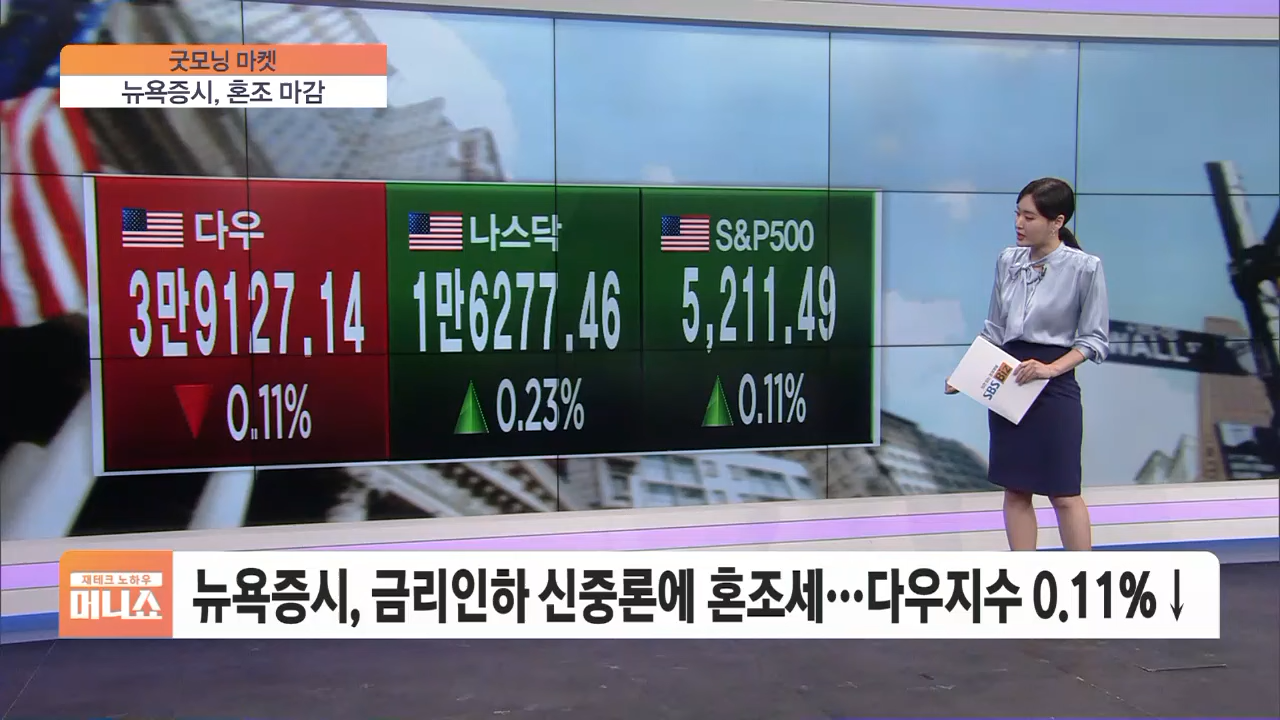 굿모닝 마켓
뉴욕증시, 혼조 마감
다우
3만9127.14
0.11%
나스닥
1만6277.46
0.23%
S&P500
5,211.49
0.11%
WALL
SBS Biz
재테크 노하우
머니쇼
뉴욕증시, 금리인하 신중론에 혼조세…다우지수 0.11%↓